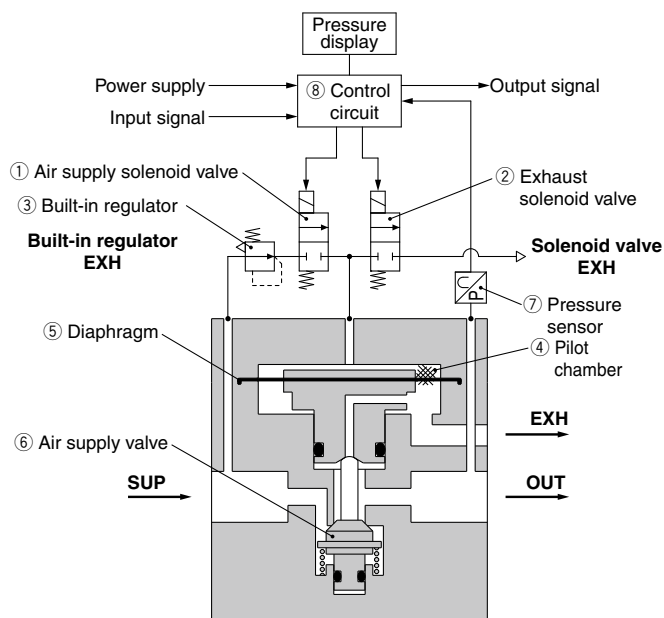 Pressure
display
Power supply
⑧ Control
circuit
Output signal
Input signal
① Air supply solenoid valve
② Exhaust
solenoid valve
③ Built-in regulator
Built-in regulator
EXH
Solenoid valve
EXH
P
⑦ Pressure
sensor
⑤ Diaphragm
④ Pilot
chamber
EXH
⑥ Air supply valve
SUP
OUT